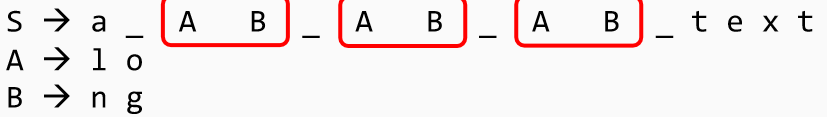 S → a _ A B _ A B _ A B _ t e x t
A → l o
B → n g